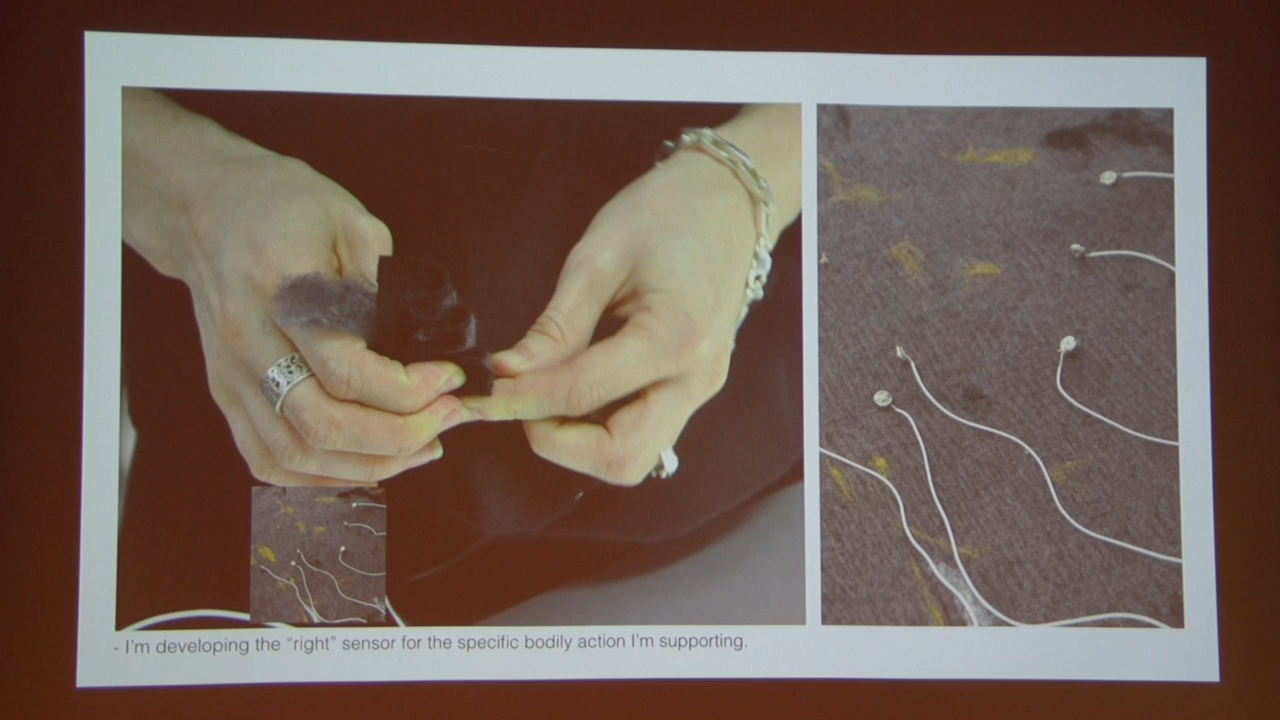 - I'm developing the “right” sensor for the specific bodily action I'm supporting.